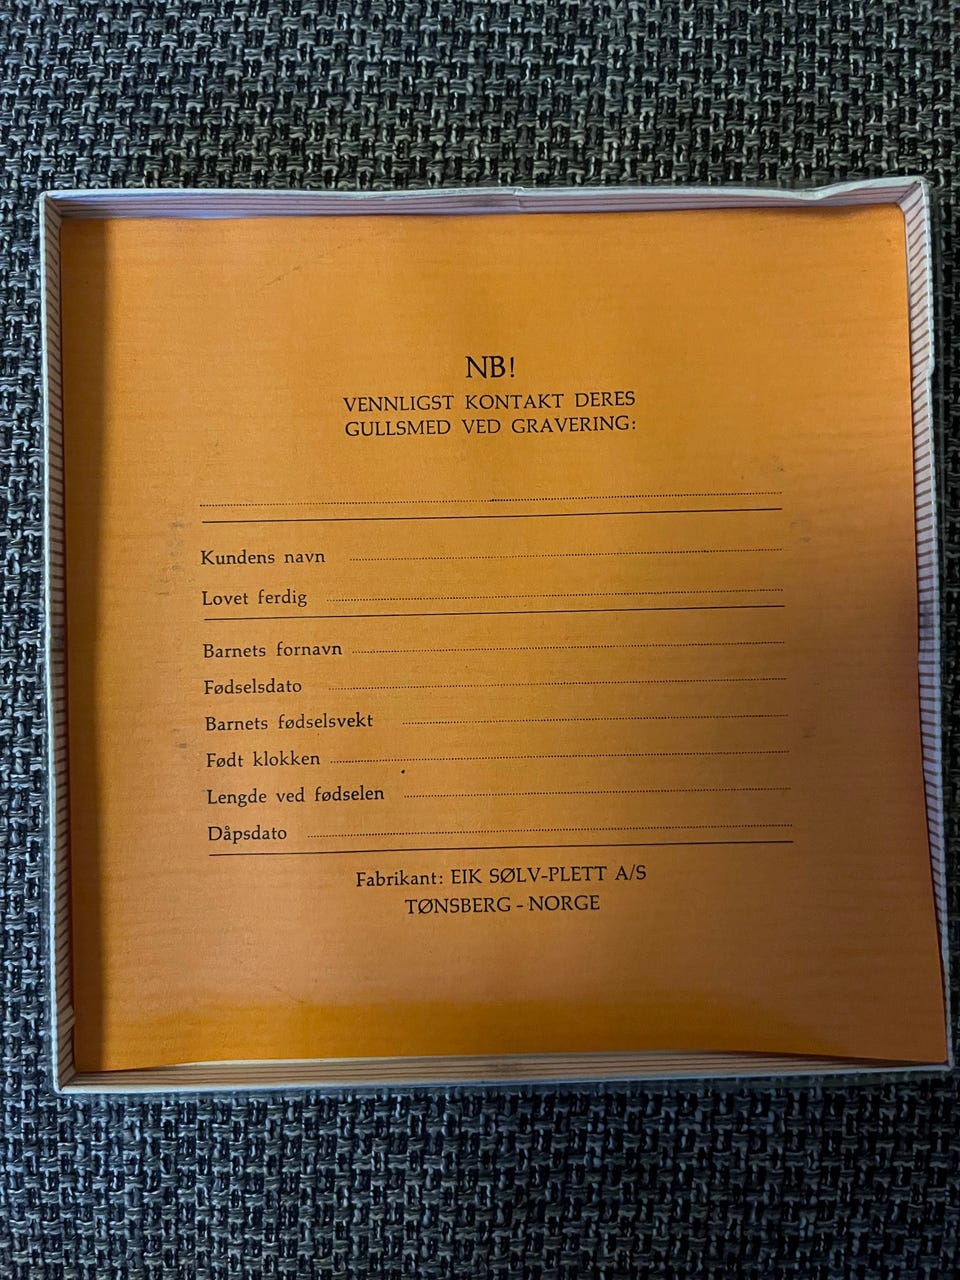 NB!
VENNLIGST KONTAKT DERES
GULLSMED VED GRAVERING:
Kundens navn
Lovet ferdig
Barnets fornavn
Fødselsdato
Barnets fødselsvekt
Født klokken
Lengde ved fødselen
Dåpsdato
Fabrikant: EIK SØLV-PLETT A/S
TØNSBERG - NORGE